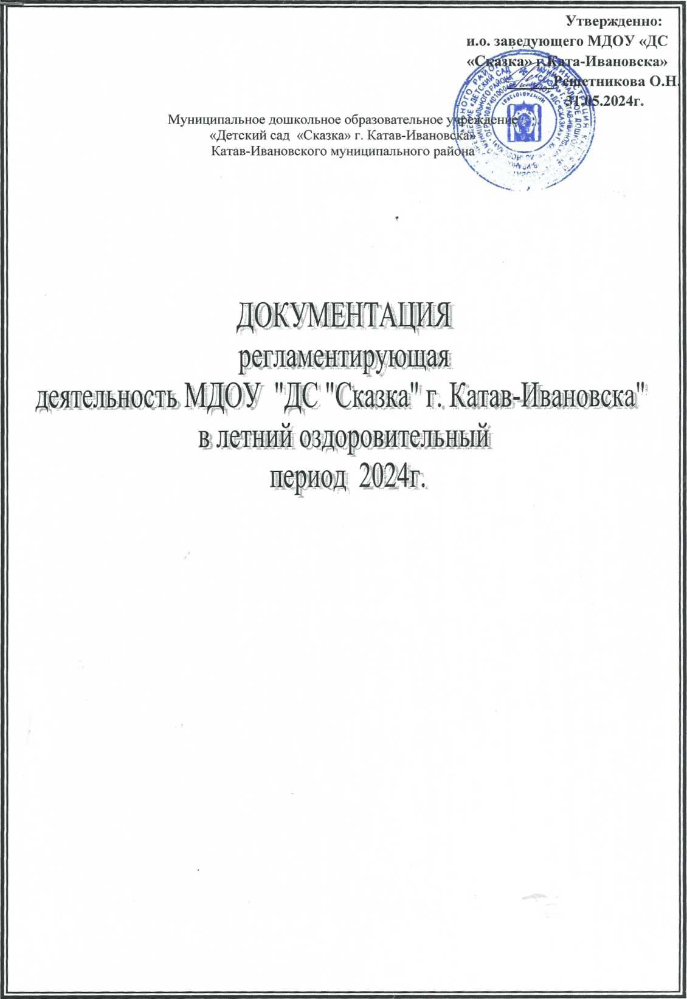 Утвержденно:
и.о. заведующего МДОУ «ДС
«Сказка» г.Ката-Ивановска»
Решетникова О.Н.
31.05.2024г.
Муниципальное дошкольное образовательное учреждение
«Детский сад «Сказка» г. Катав-Ивановска»
Катав-Ивановского муниципального района
ДОКУМЕНТАЦИЯ
регламентирующая
деятельность МДОУ "ДС "Сказка" г. Катав-Ивановска"
в летний оздоровительный
период 2024г.